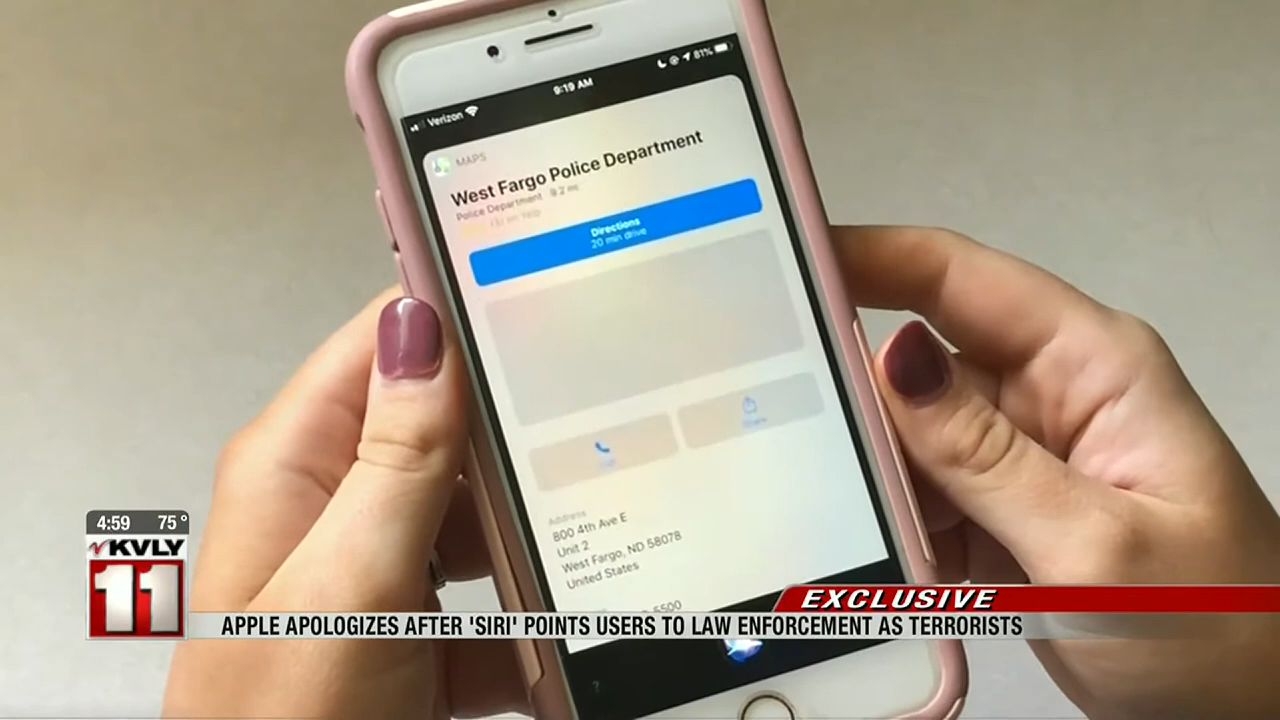 Verizon
9:19 AM
81%
MAPS
West Fargo Police Department
Police Department
Directions
20 min drive
Share
Address
800 4th Ave E
Unit 2
West Fargo, ND 58078
United States
5500
4:59 75°
KVLY
11
EXCLUSIVE
APPLE APOLOGIZES AFTER 'SIRI' POINTS USERS TO LAW ENFORCEMENT AS TERRORISTS